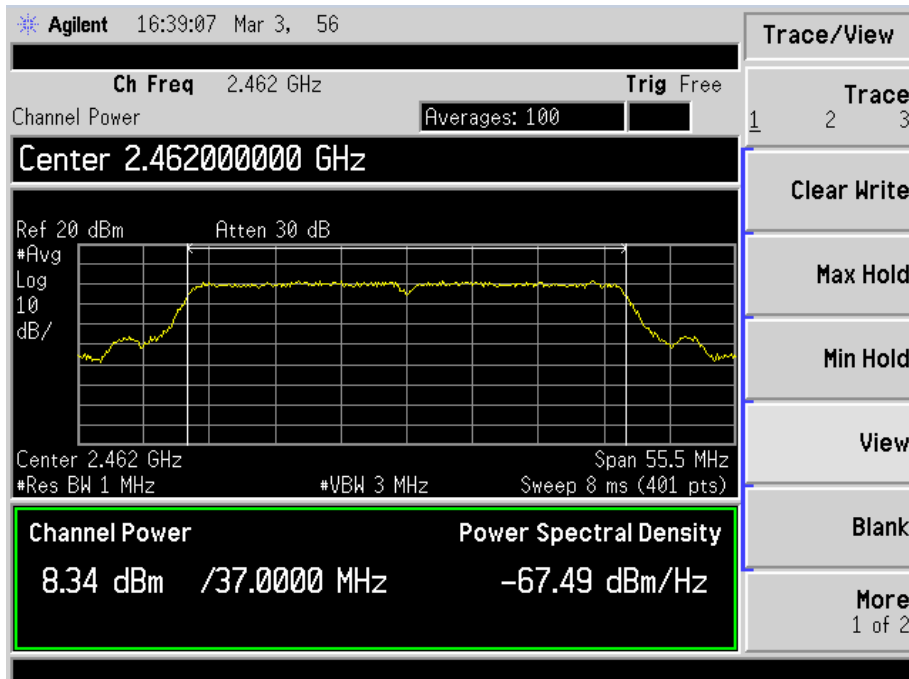 Agilent 16:39:07 Mar 3, 56
Trace/View
Ch Freq 2.462 GHz Trig Free
Channel Power Averages: 100
Trace
1 2 3
Center 2.462000000 GHz
Clear Write
Ref 20 dBm Atten 30 dB
#Avg
Log
10
dB/
Max Hold
Min Hold
View
Center 2.462 GHz Span 55.5 MHz
#Res BW 1 MHz #VBW 3 MHz Sweep 8 ms (401 pts)
Blank
Channel Power Power Spectral Density
8.34 dBm /37.0000 MHz -67.49 dBm/Hz
More
1 of 2